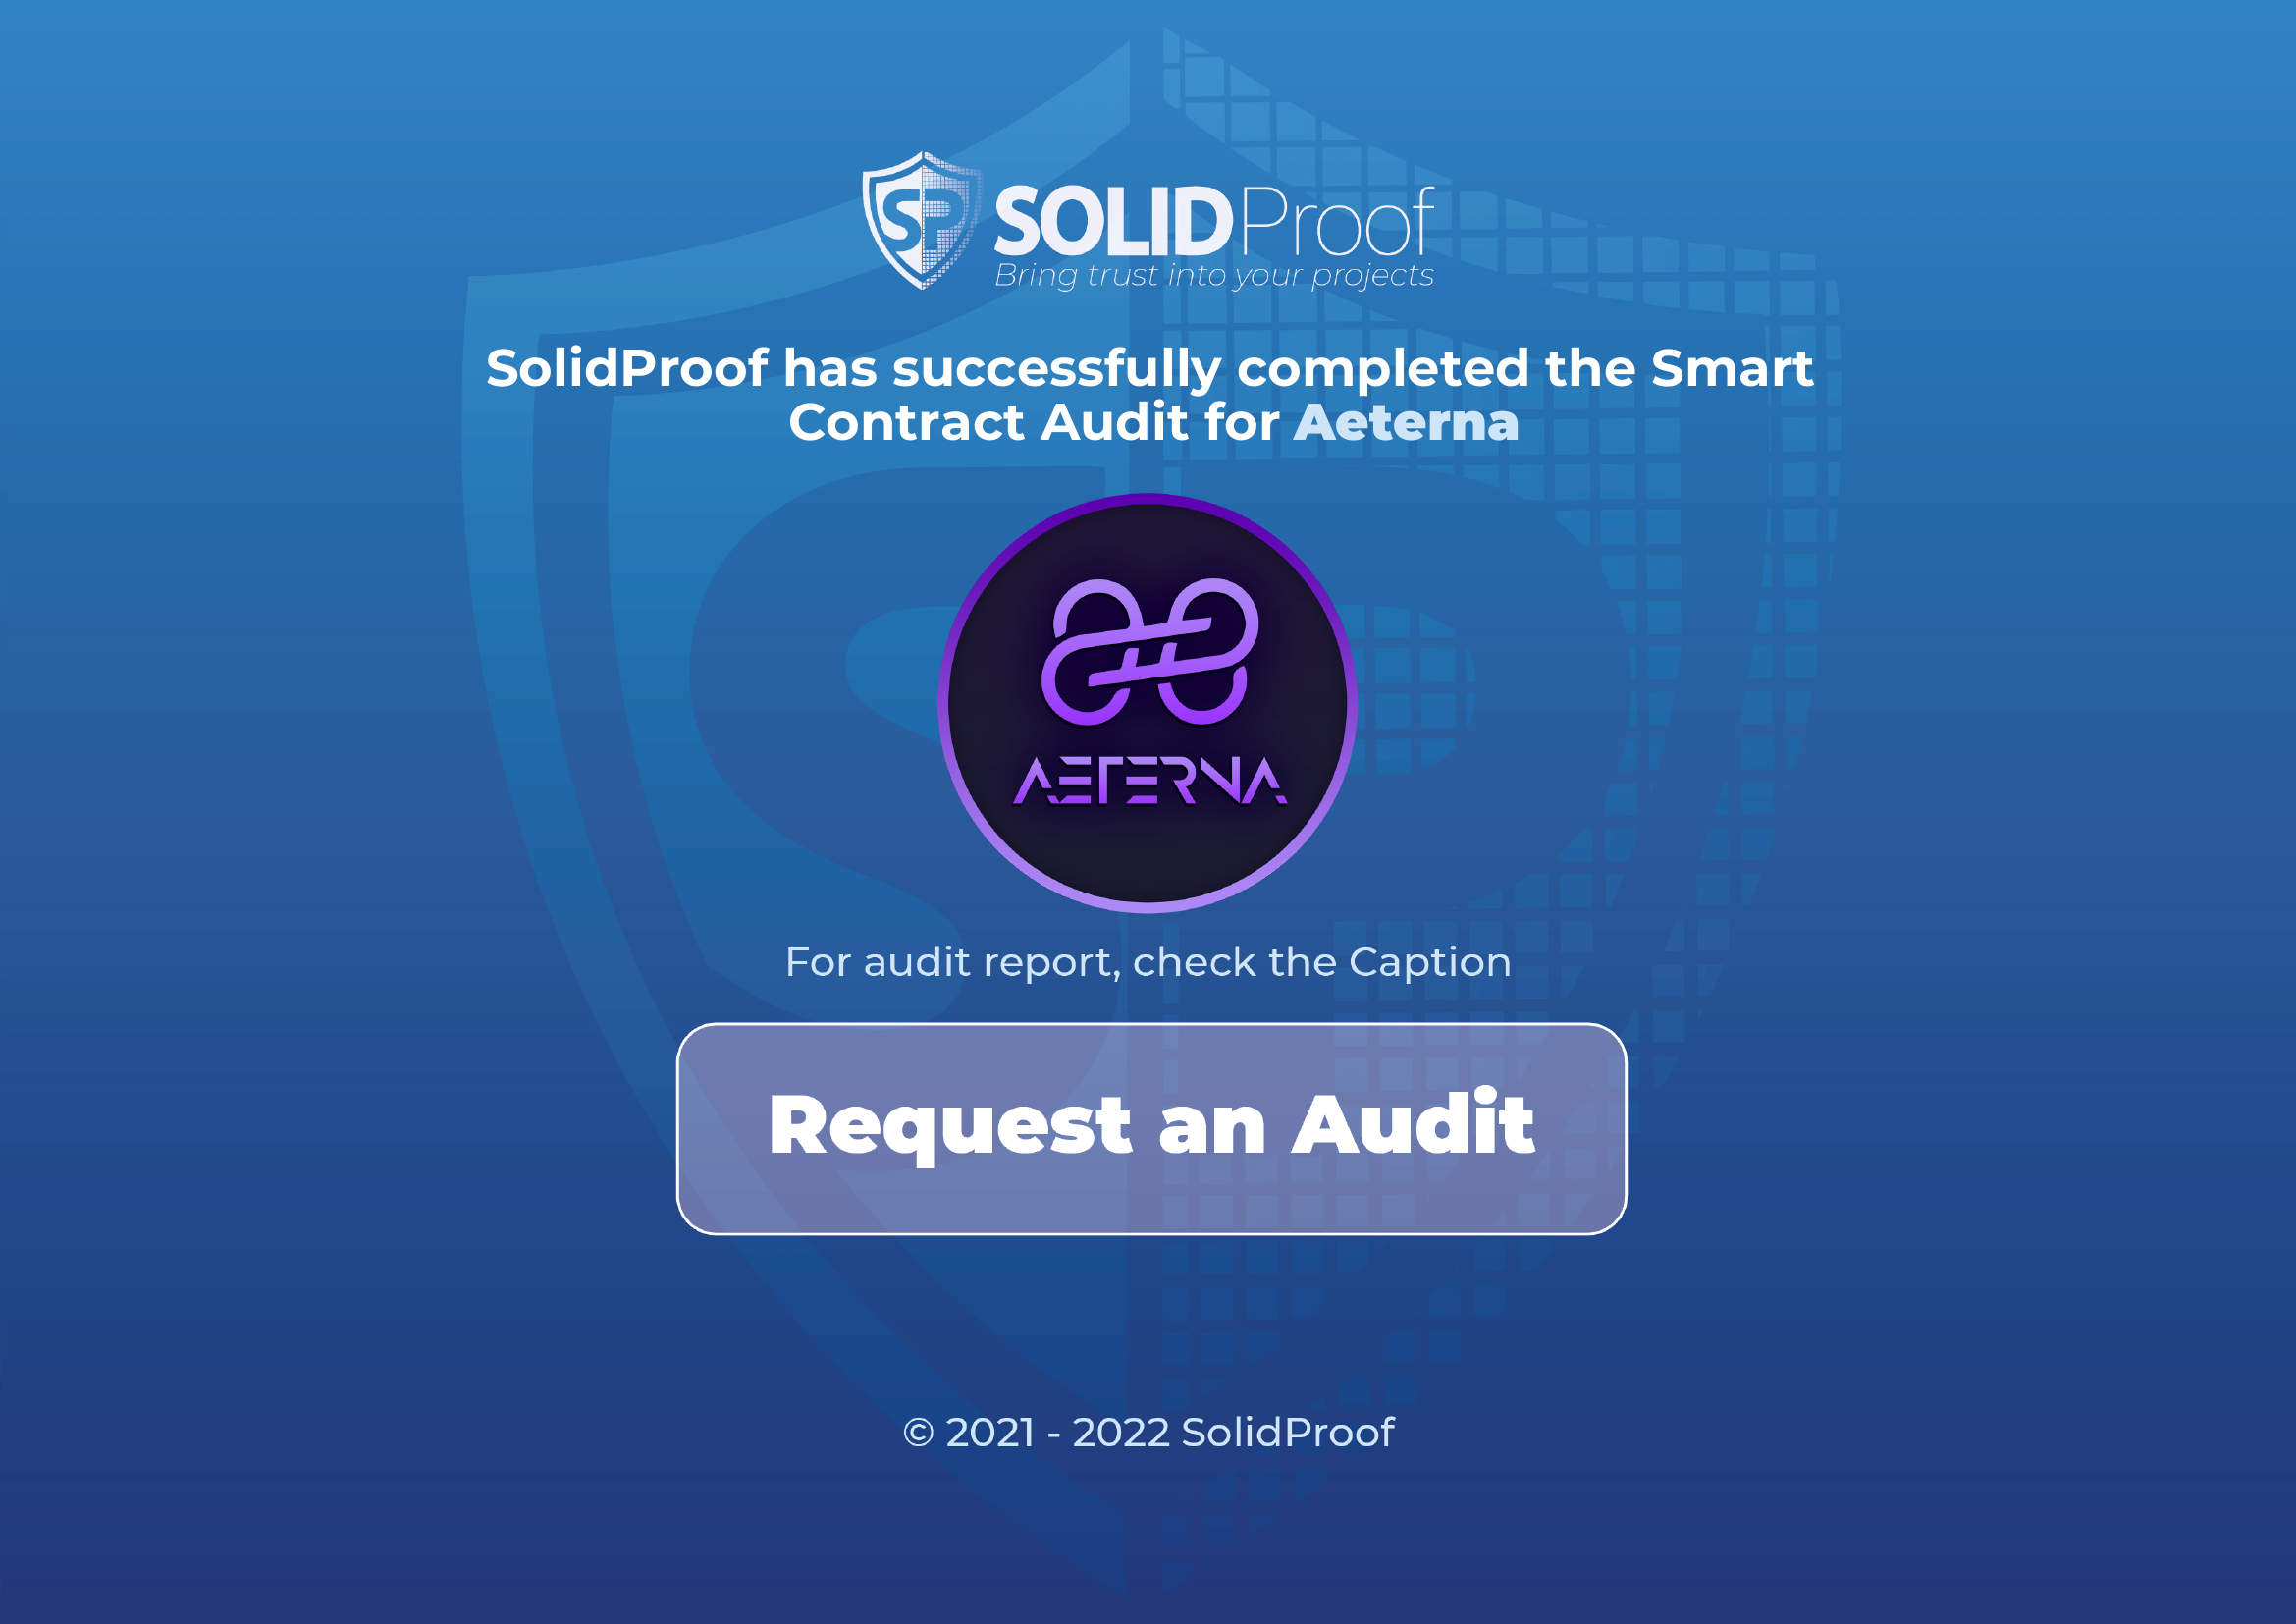 SP SOLIDProof
Bring trust into your projects
SolidProof has successfully completed the Smart
Contract Audit for Aeterna
AETERNA
For audit report, check the Caption
Request an Audit
© 2021 - 2022 SolidProof